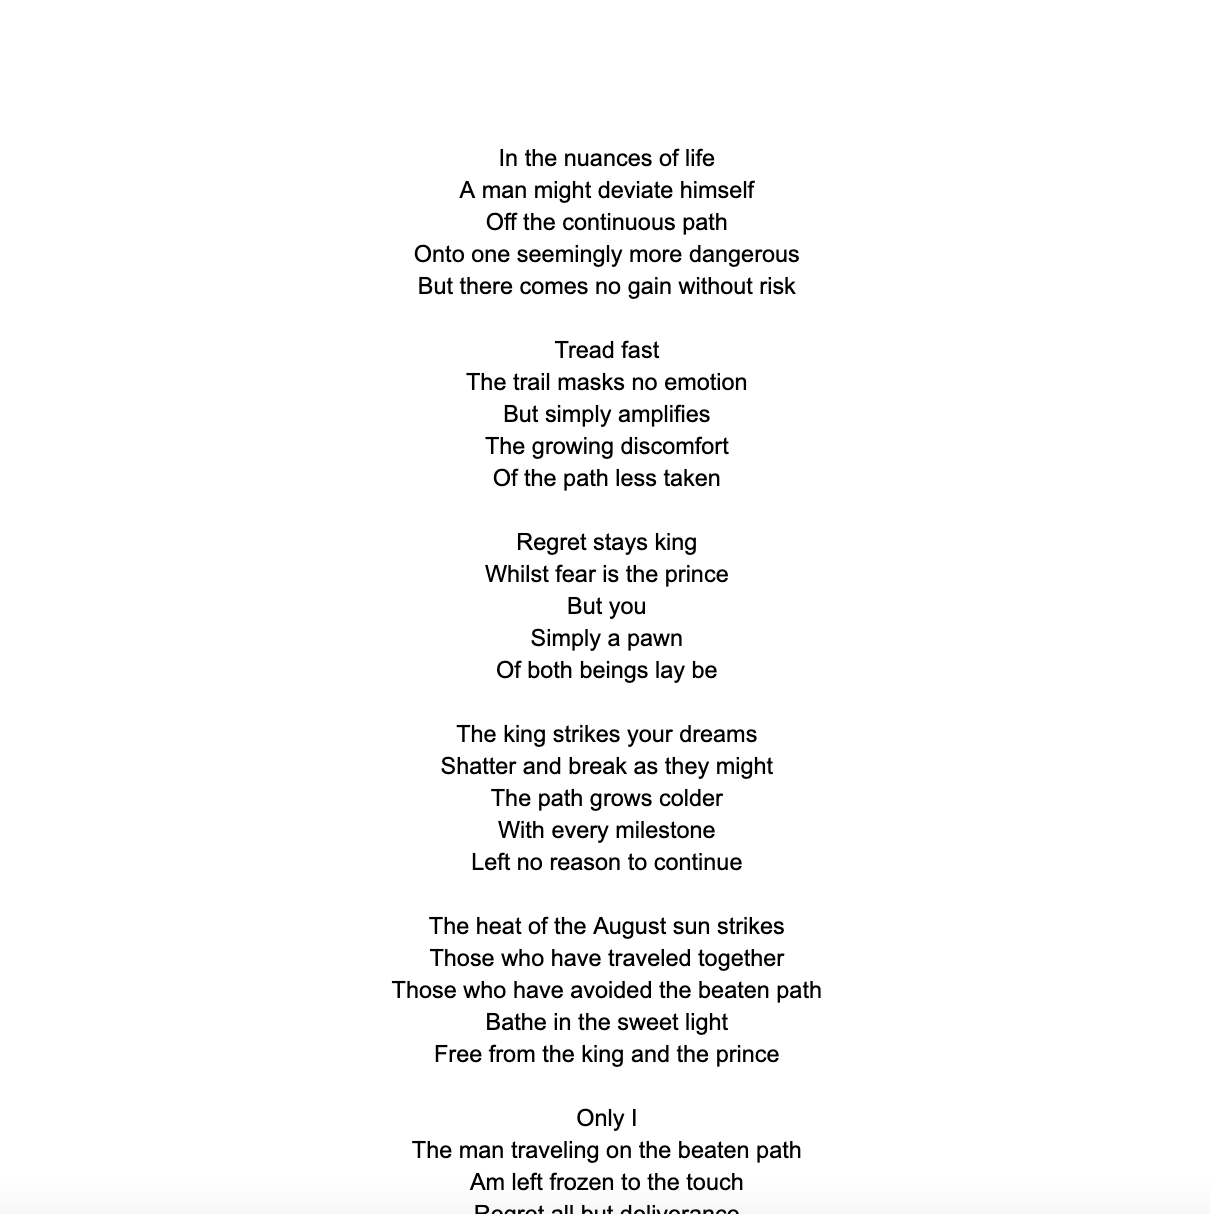 In the nuances of life
A man might deviate himself
Off the continuous path
Onto one seemingly more dangerous
But there comes no gain without risk
Tread fast
The trail masks no emotion
But simply amplifies
The growing discomfort
Of the path less taken
Regret stays king
Whilst fear is the prince
But you
Simply a pawn
Of both beings lay be
The king strikes your dreams
Shatter and break as they might
The path grows colder
With every milestone
Left no reason to continue
The heat of the August sun strikes
Those who have traveled together
Those who have avoided the beaten path
Bathe in the sweet light
Free from the king and the prince
Only I
The man traveling on the beaten path
Am left frozen to the touch
Regret all but deliverance